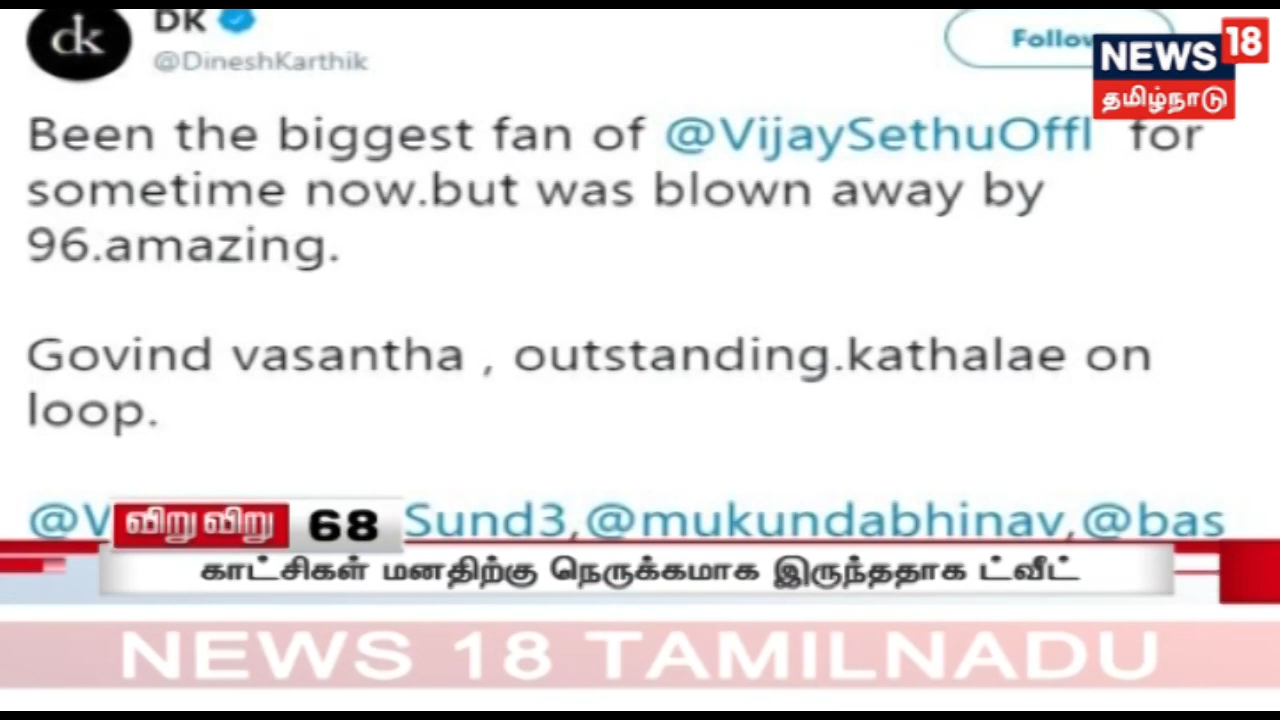 dk
DK
@DineshKarthik
NEWS 18
தமிழ்நாடு
Been the biggest fan of @VijaySethuOffl for
sometime now.but was blown away by
96.amazing.
Govind vasantha , outstanding.kathalae on
loop.
Sund3,@mukundabhinav,@bas
விறு விறு 68
காட்சிகள் மனதிற்கு நெருக்கமாக இருந்ததாக ட்வீட்
NEWS 18 TAMILNADU